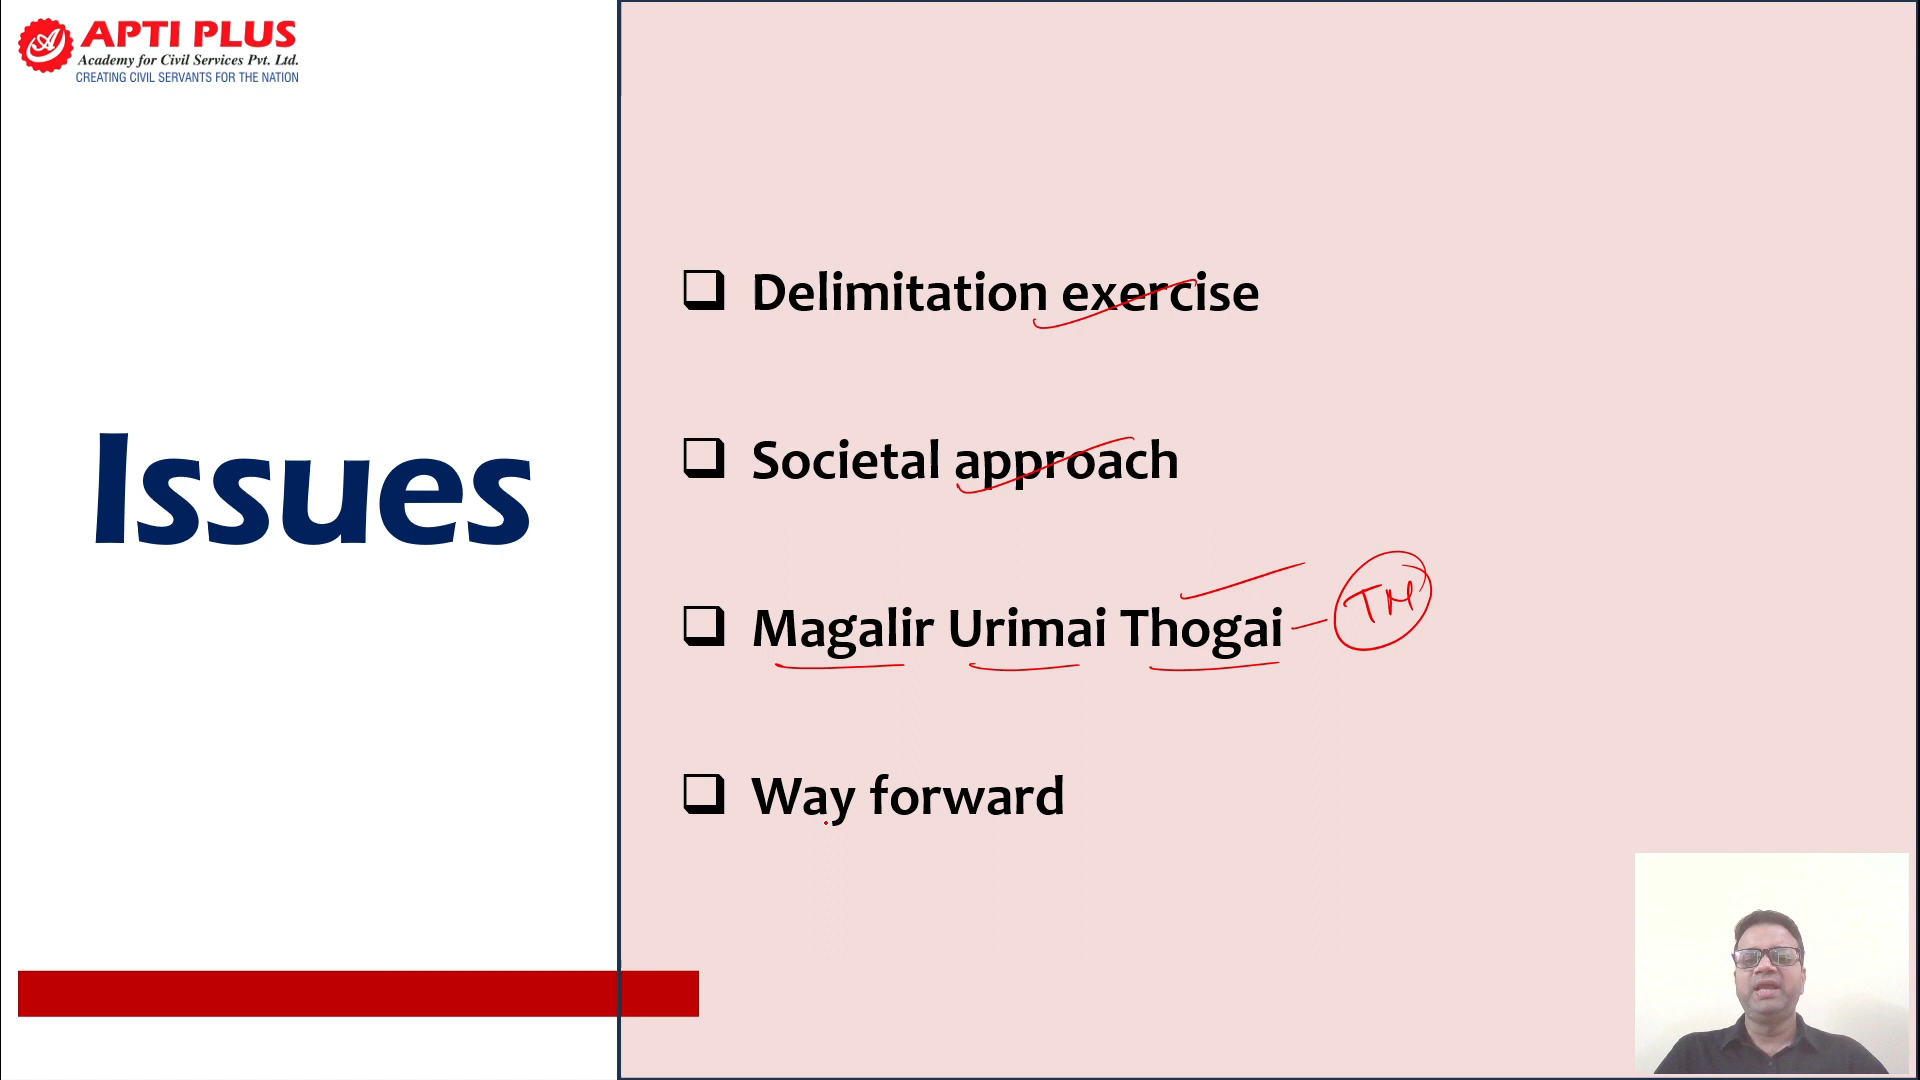 APTI PLUS
Academy for Civil Services Pvt. Ltd.
CREATING CIVIL SERVANTS FOR THE NATION
Issues
Delimitation exercise
Societal approach
Magalir Urimai Thogai
Way forward